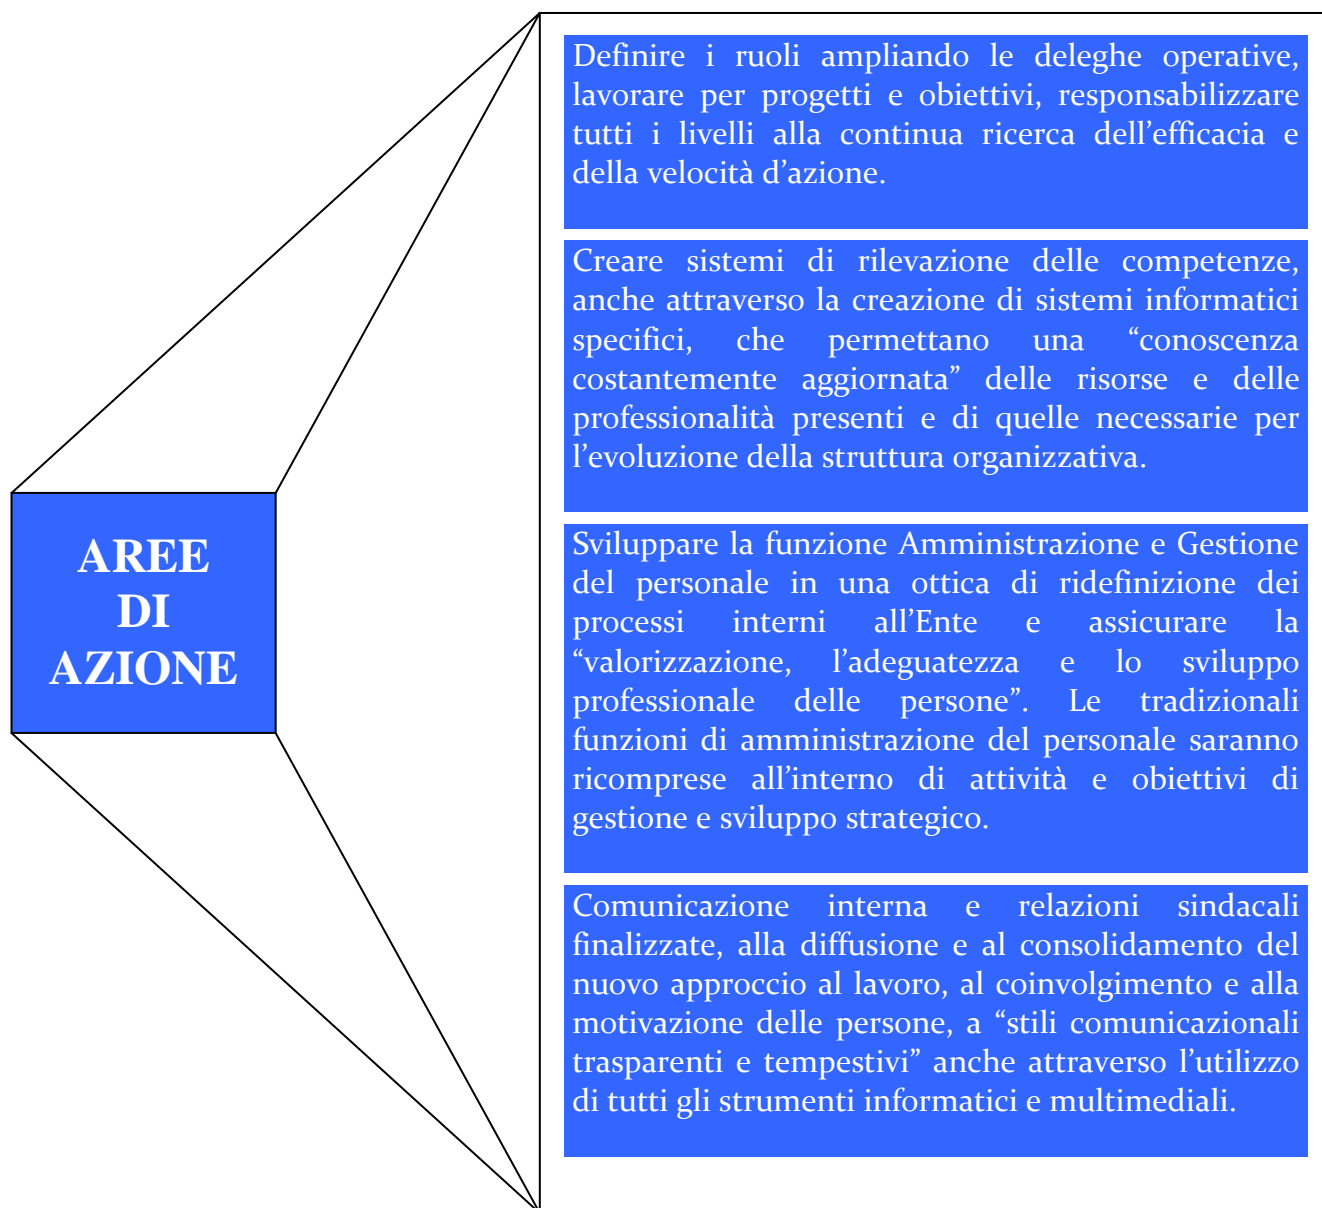 AREE
DI
AZIONE
Definire i ruoli ampliando le deleghe operative,
lavorare per progetti e obiettivi, responsabilizzare
tutti i livelli alla continua ricerca dell’efficacia e
della velocità d’azione.
Creare sistemi di rilevazione delle competenze,
anche attraverso la creazione di sistemi informatici
specifici, che permettano una “conoscenza
costantemente aggiornata” delle risorse e delle
professionalità presenti e di quelle necessarie per
l’evoluzione della struttura organizzativa.
Sviluppare la funzione Amministrazione e Gestione
del personale in una ottica di ridefinizione dei
processi interni all’Ente e assicurare la
“valorizzazione, l’adeguatezza e lo sviluppo
professionale delle persone”. Le tradizionali
funzioni di amministrazione del personale saranno
ricomprese all’interno di attività e obiettivi di
gestione e sviluppo strategico.
Comunicazione interna e relazioni sindacali
finalizzate, alla diffusione e al consolidamento del
nuovo approccio al lavoro, al coinvolgimento e alla
motivazione delle persone, a “stili comunicazionali
trasparenti e tempestivi” anche attraverso l’utilizzo
di tutti gli strumenti informatici e multimediali.